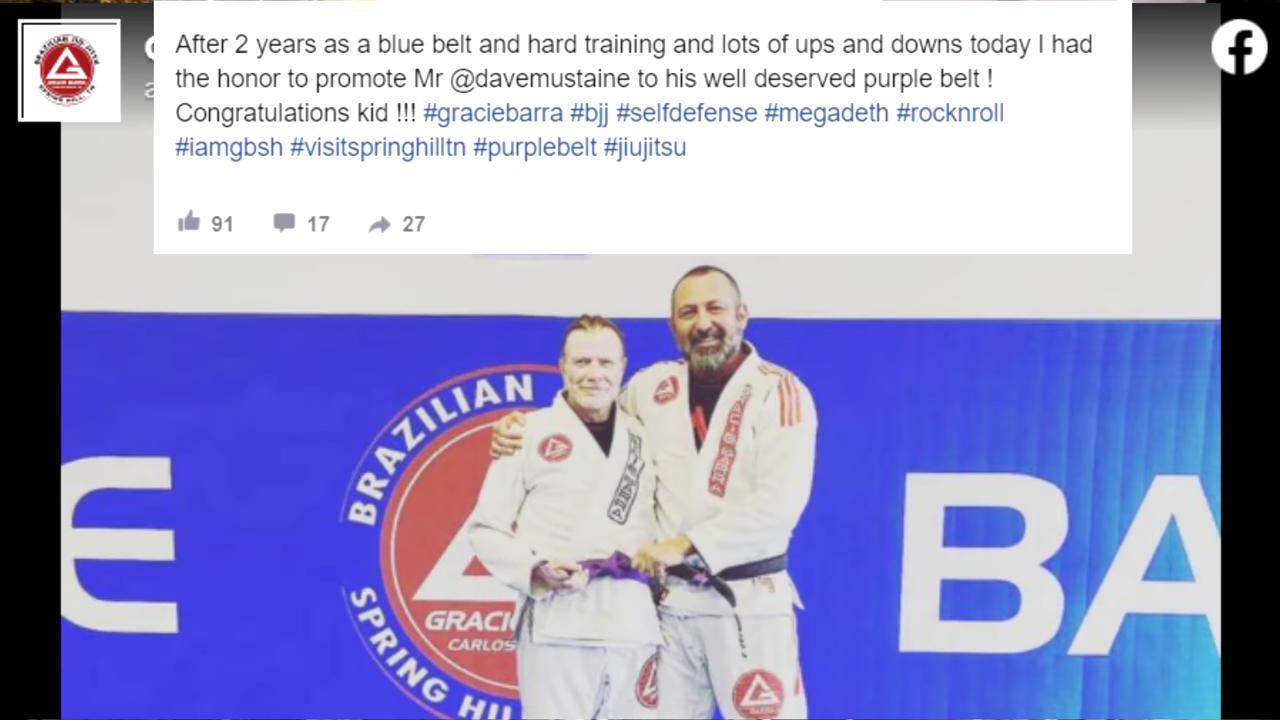 After 2 years as a blue belt and hard training and lots of ups and downs today I had
the honor to promote Mr @davemustaine to his well deserved purple belt !
Congratulations kid !!! #graciebarra #bjj #selfdefense #megadeth #rocknroll
#iamgbsh #visitspringhilltn #purplebelt #jiujitsu
91 17 27
BRAZILIAN
E
BA
GRACI
CARLOS
SPRING HIL